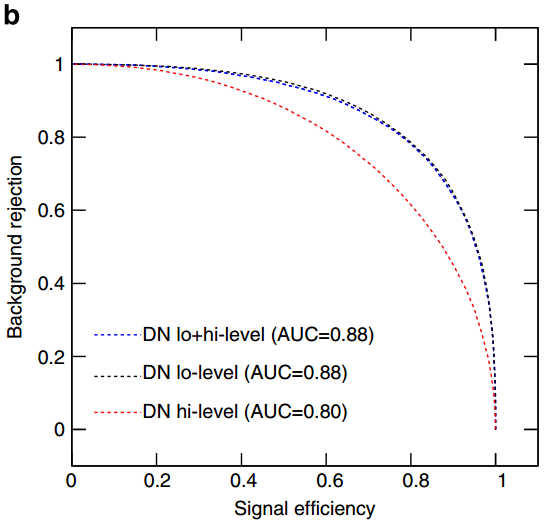 b
1
0.8
0.6
0.4
0.2
0
Background rejection
DN lo+hi-level (AUC=0.88)
DN lo-level (AUC=0.88)
DN hi-level (AUC=0.80)
0 0.2 0.4 0.6 0.8 1
Signal efficiency